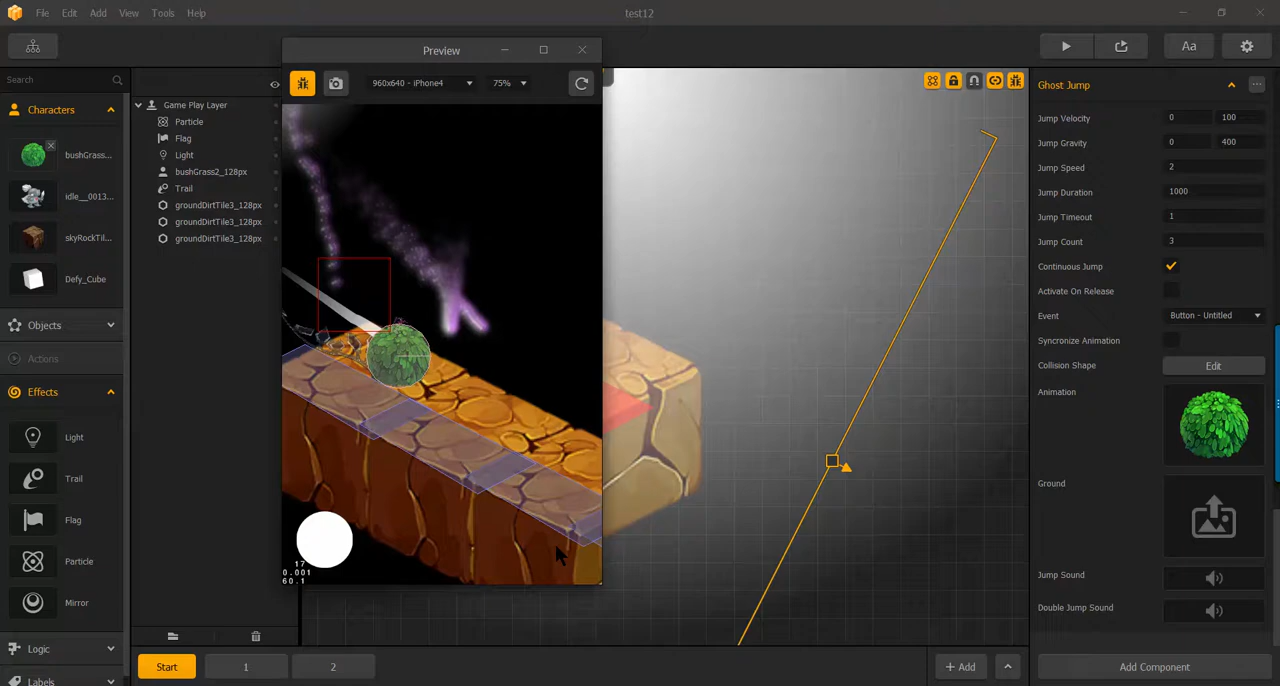 File Edit Add View Tools Help
test12
Aa
Search
Characters
bushGrass...
idle__0013...
skyRockTil...
Defy_Cube
Objects
Actions
Effects
Light
Trail
Flag
Particle
Mirror
Logic
Labels
Game Play Layer
Particle
Flag
Light
bushGrass2_128px
Trail
groundDirtTile3_128px
groundDirtTile3_128px
groundDirtTile3_128px
Preview
960x640 - iPhone4
75%
17
0.001
60.1
Start
1
2
+ Add
Ghost Jump
Jump Velocity 0 100
Jump Gravity 0 400
Jump Speed 2
Jump Duration 1000
Jump Timeout 1
Jump Count 3
Continuous Jump
Activate On Release
Event Button - Untitled
Syncronize Animation
Collision Shape Edit
Animation
Ground
Jump Sound
Double Jump Sound
Add Component